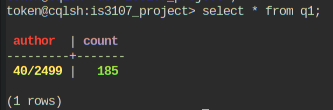 token@cqlsh:is3107_project> select * from q1;
author | count
---------+-------
40/2499 | 185
(1 rows)